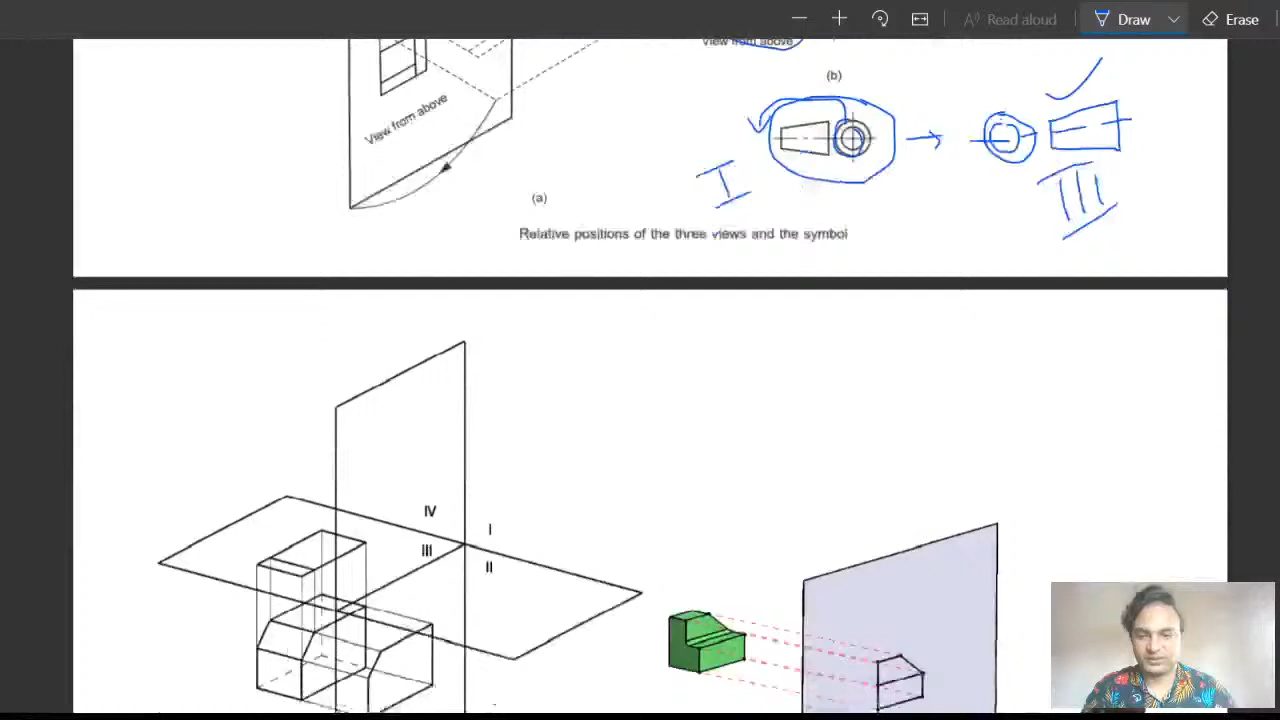 Read aloud
Draw
Erase
View from above
(b)
View from above
I
III
(a)
Relative positions of the three views and the symbol
IV
I
III
II